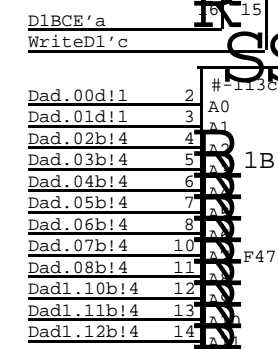 16 15
D1BCE'a
WriteD1'c
#-113c
Dad.00d!1 2 A0
Dad.01d!1 3 A1
Dad.02b!4 4
Dad.03b!4 5 1B
Dad.04b!4 6
Dad.05b!4 7
Dad.06b!4 8
Dad.07b!4 10 F47
Dad.08b!4 11
Dad1.10b!4 12
Dad1.11b!4 13
Dad1.12b!4 14